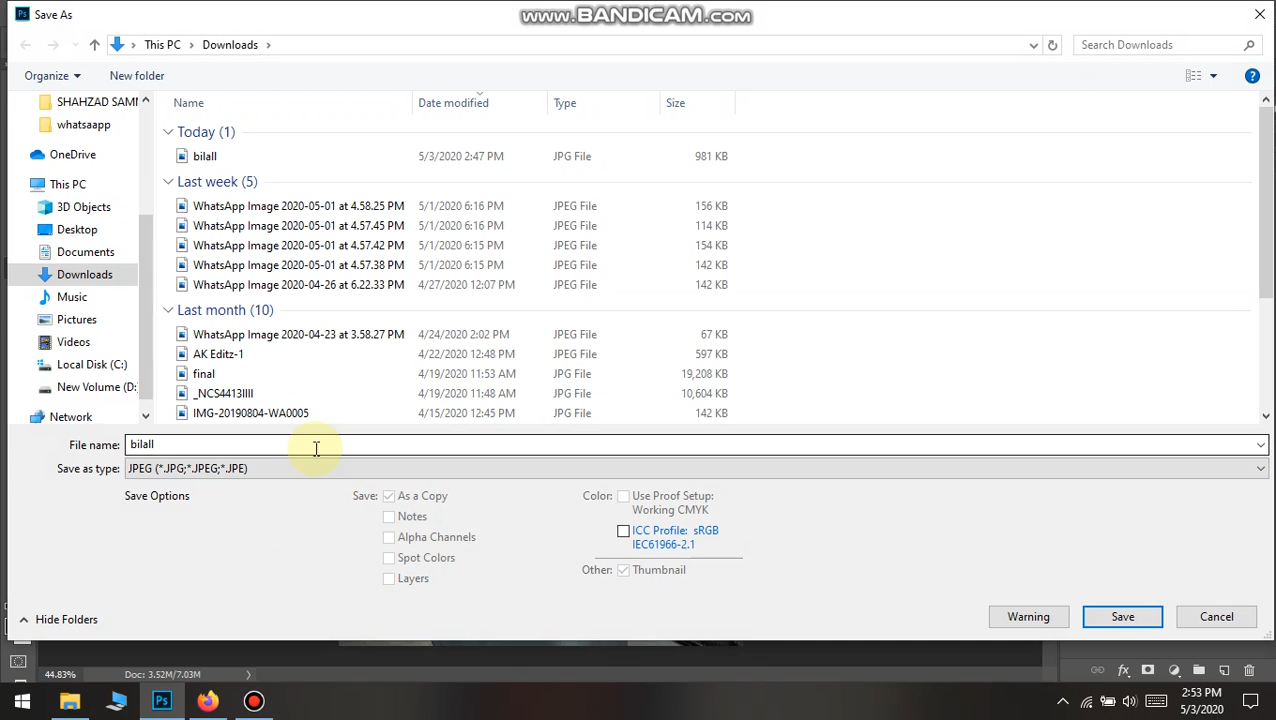 Ps Save As
www.BANDICAM.com
This PC > Downloads >
Search Downloads
Organize
New folder
SHAHZAD SAM
whatsaapp
OneDrive
This PC
3D Objects
Desktop
Documents
Downloads
Music
Pictures
Videos
Local Disk (C:)
New Volume (D:
Network
Name Date modified Type Size
Today (1)
bilall 5/3/2020 2:47 PM JPG File 981 KB
Last week (5)
WhatsApp Image 2020-05-01 at 4.58.25 PM 5/1/2020 6:16 PM JPEG File 156 KB
WhatsApp Image 2020-05-01 at 4.57.45 PM 5/1/2020 6:16 PM JPEG File 114 KB
WhatsApp Image 2020-05-01 at 4.57.42 PM 5/1/2020 6:15 PM JPEG File 154 KB
WhatsApp Image 2020-05-01 at 4.57.38 PM 5/1/2020 6:15 PM JPEG File 142 KB
WhatsApp Image 2020-04-26 at 6.22.33 PM 4/27/2020 12:07 PM JPEG File 142 KB
Last month (10)
WhatsApp Image 2020-04-23 at 3.58.27 PM 4/24/2020 2:02 PM JPEG File 67 KB
AK Editz-1 4/22/2020 12:48 PM JPEG File 597 KB
final 4/19/2020 11:53 AM JPEG File 19,208 KB
_NCS4413IIII 4/19/2020 11:48 AM JPEG File 10,604 KB
IMG-20190804-WA0005 4/15/2020 12:45 PM JPEG File 142 KB
File name: bilall
Save as type: JPEG (*.JPG;*.JPEG;*.JPE)
Save Options
Save: As a Copy
Notes
Alpha Channels
Spot Colors
Layers
Color: Use Proof Setup:
Working CMYK
ICC Profile: sRGB
IEC61966-2.1
Other: Thumbnail
Hide Folders
Warning
Save
Cancel
44.83% Doc: 3.52M/7.03M
fx
Ps
2:53 PM
5/3/2020